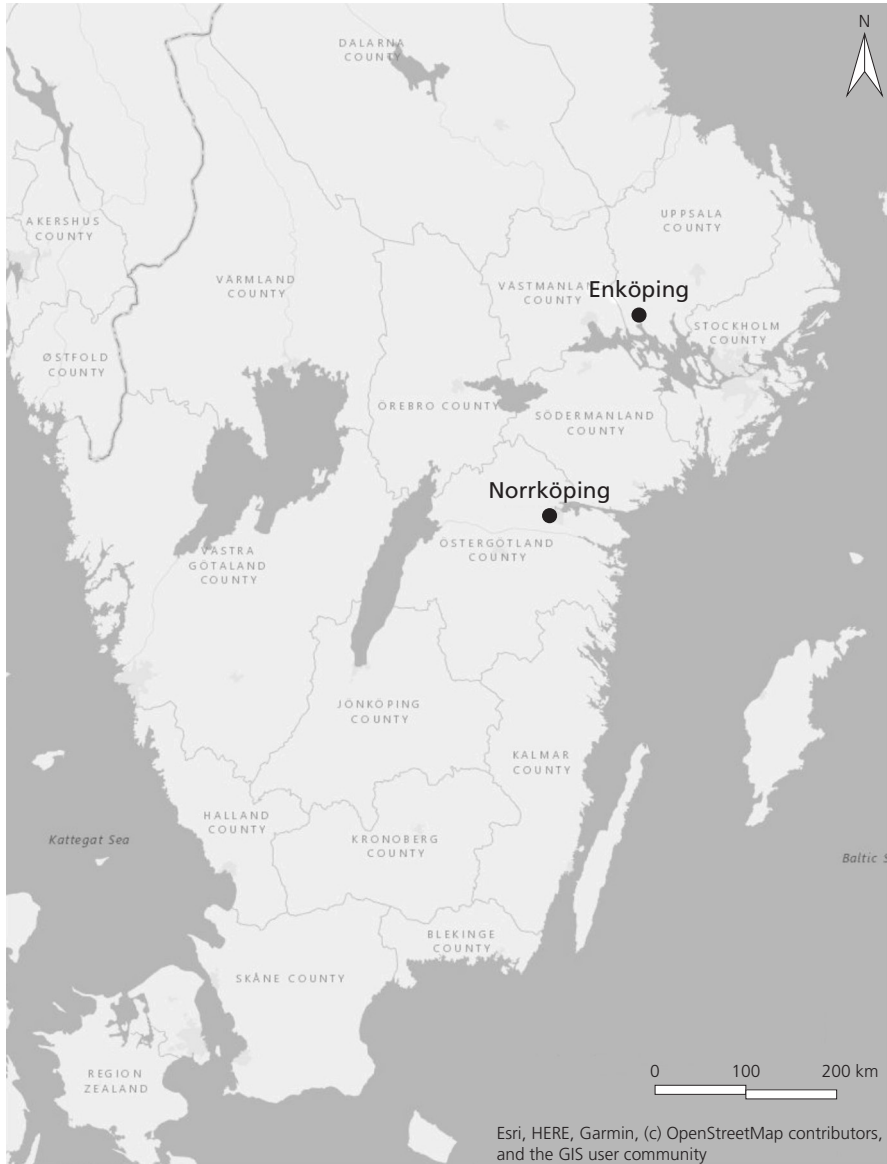 N
DALARNA
COUNTY
UPPSALA
COUNTY
AKERSHUS
COUNTY
VÄRMLAND
COUNTY
VÄSTMANLAND
COUNTY
Enköping
STOCKHOLM
COUNTY
ØSTFOLD
COUNTY
ÖREBRO COUNTY
SÖDERMANLAND
COUNTY
Norrköping
ÖSTERGÖTLAND
COUNTY
VÄSTRA
GÖTALAND
COUNTY
JÖNKÖPING
COUNTY
KALMAR
COUNTY
HALLAND
COUNTY
KRONOBERG
COUNTY
Kattegat Sea
Baltic S
BLEKINGE
COUNTY
SKÅNE COUNTY
REGION
ZEALAND
0 100 200 km
Esri, HERE, Garmin, (c) OpenStreetMap contributors,
and the GIS user community